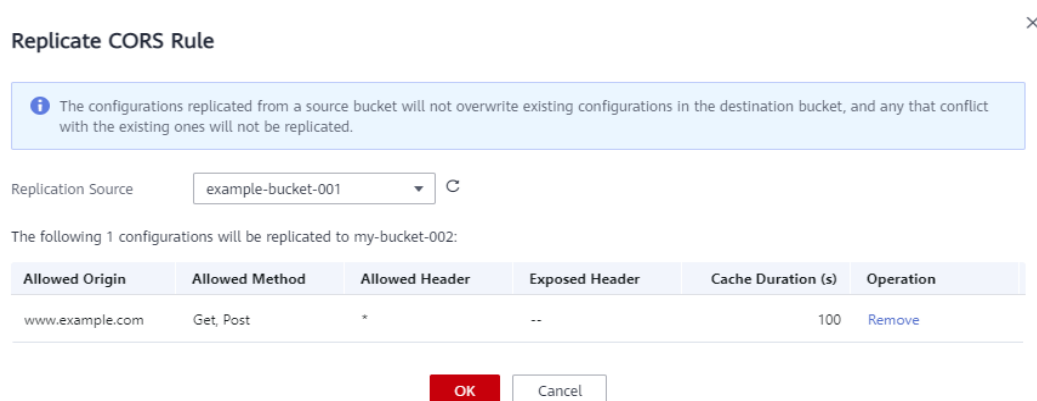 Replicate CORS Rule
The configurations replicated from a source bucket will not overwrite existing configurations in the destination bucket, and any that conflict
with the existing ones will not be replicated.
Replication Source example-bucket-001
The following 1 configurations will be replicated to my-bucket-002:
Allowed Origin Allowed Method Allowed Header Exposed Header Cache Duration (s) Operation
www.example.com Get, Post * -- 100 Remove
OK Cancel